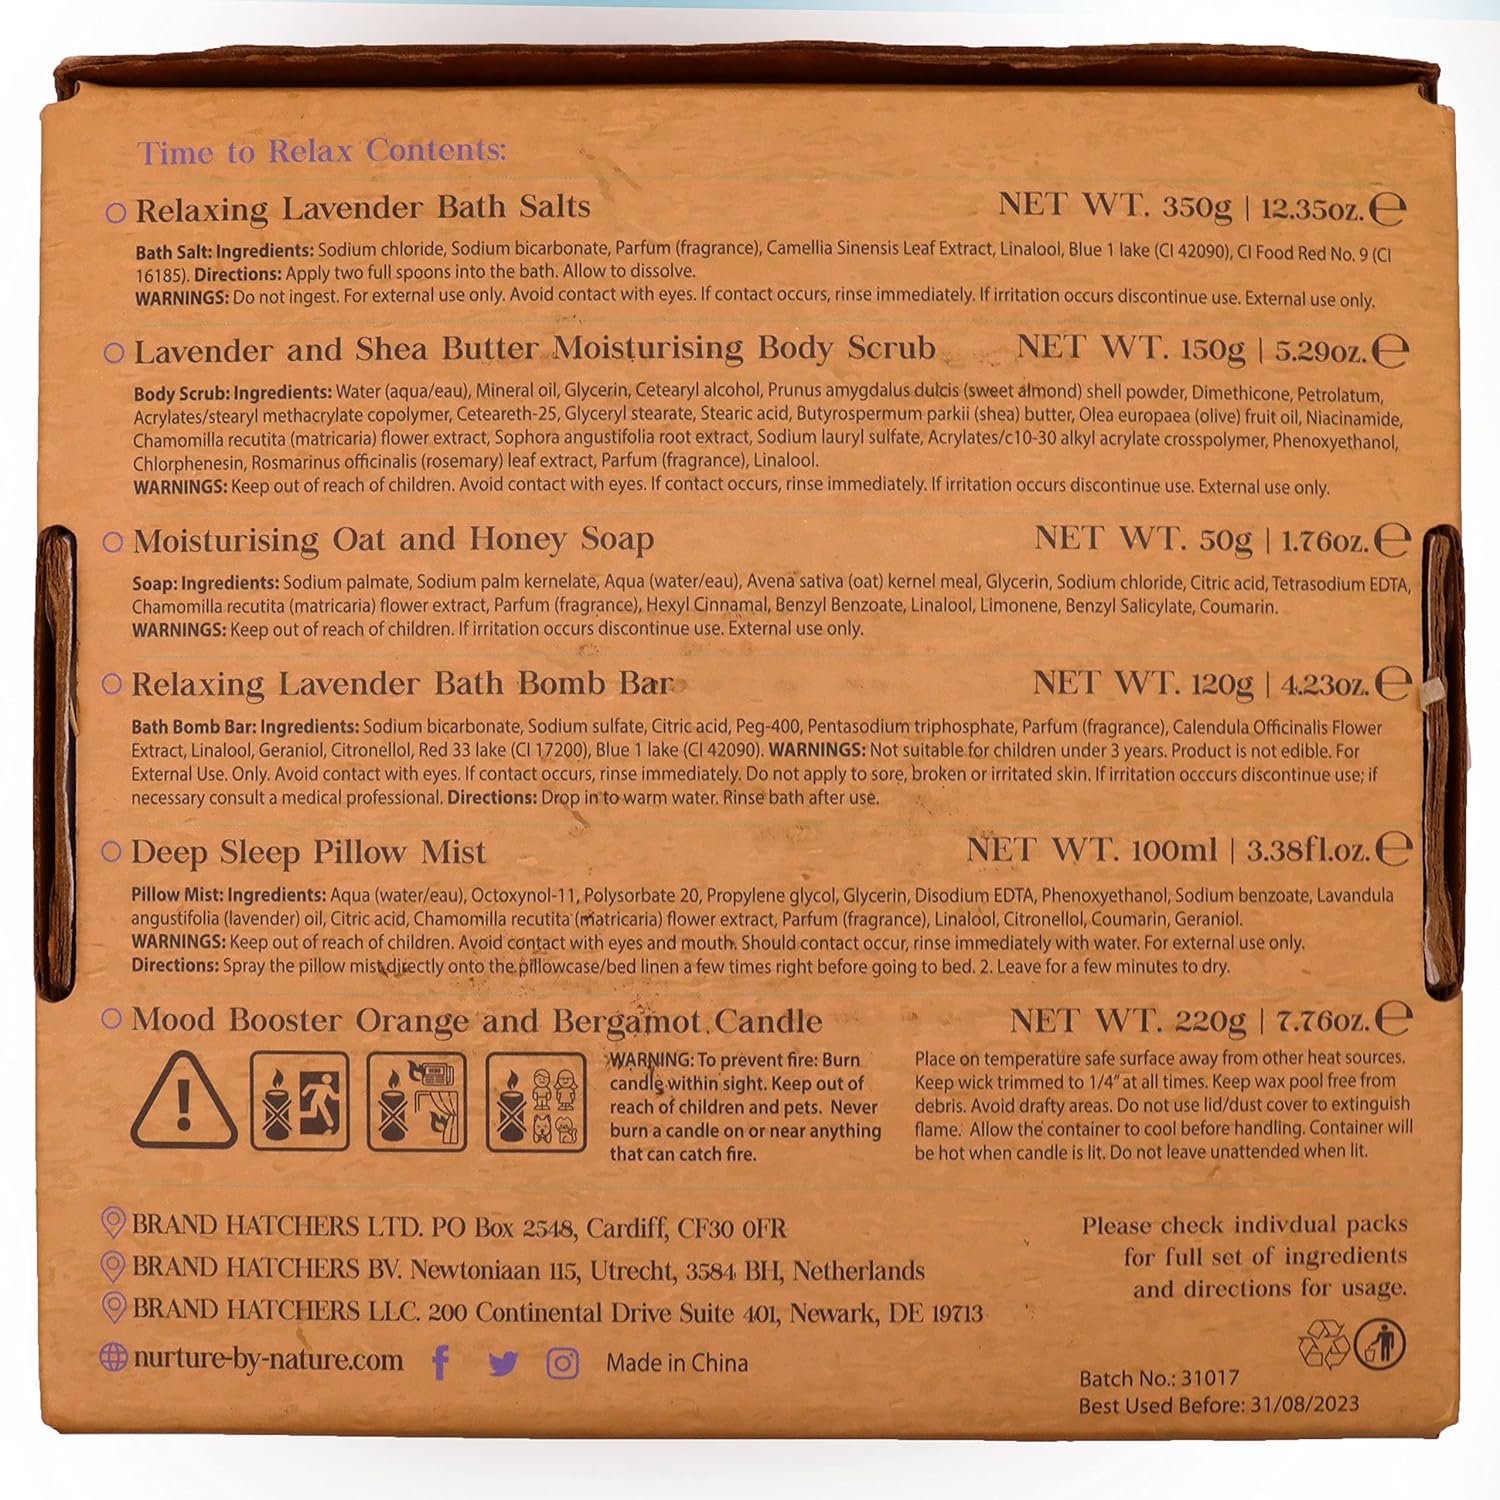 Time to Relax Contents:
Relaxing Lavender Bath Salts NET WT. 350g | 12.35oz. ℮
Bath Salt: Ingredients: Sodium chloride, Sodium bicarbonate, Parfum (fragrance), Camellia Sinensis Leaf Extract, Linalool, Blue 1 lake (CI 42090), CI Food Red No. 9 (CI
16185). Directions: Apply two full spoons into the bath. Allow to dissolve.
WARNINGS: Do not ingest. For external use only. Avoid contact with eyes. If contact occurs, rinse immediately. If irritation occurs discontinue use. External use only.
Lavender and Shea Butter Moisturising Body Scrub NET WT. 150g | 5.29oz. ℮
Body Scrub: Ingredients: Water (aqua/eau), Mineral oil, Glycerin, Cetearyl alcohol, Prunus amygdalus dulcis (sweet almond) shell powder, Dimethicone, Petrolatum,
Acrylates/stearyl methacrylate copolymer, Ceteareth-25, Glyceryl stearate, Stearic acid, Butyrospermum parkii (shea) butter, Olea europaea (olive) fruit oil, Niacinamide,
Chamomilla recutita (matricaria) flower extract, Sophora angustifolia root extract, Sodium lauryl sulfate, Acrylates/c10-30 alkyl acrylate crosspolymer, Phenoxyethanol,
Chlorphenesin, Rosmarinus officinalis (rosemary) leaf extract, Parfum (fragrance), Linalool.
WARNINGS: Keep out of reach of children. Avoid contact with eyes. If contact occurs, rinse immediately. If irritation occurs discontinue use. External use only.
Moisturising Oat and Honey Soap NET WT. 50g | 1.76oz. ℮
Soap: Ingredients: Sodium palmate, Sodium palm kernelate, Aqua (water/eau), Avena sativa (oat) kernel meal, Glycerin, Sodium chloride, Citric acid, Tetrasodium EDTA,
Chamomilla recutita (matricaria) flower extract, Parfum (fragrance), Hexyl Cinnamal, Benzyl Benzoate, Linalool, Limonene, Benzyl Salicylate, Coumarin.
WARNINGS: Keep out of reach of children. If irritation occurs discontinue use. External use only.
Relaxing Lavender Bath Bomb Bar NET WT. 120g | 4.23oz. ℮
Bath Bomb Bar: Ingredients: Sodium bicarbonate, Sodium sulfate, Citric acid, Peg-400, Pentasodium triphosphate, Parfum (fragrance), Calendula Officinalis Flower
Extract, Linalool, Geraniol, Citronellol, Red 33 lake (CI 17200), Blue 1 lake (CI 42090). WARNINGS: Not suitable for children under 3 years. Product is not edible. For
External Use. Only. Avoid contact with eyes. If contact occurs, rinse immediately. Do not apply to sore, broken or irritated skin. If irritation occcurs discontinue use; if
necessary consult a medical professional. Directions: Drop in to warm water. Rinse bath after use.
Deep Sleep Pillow Mist NET WT. 100ml | 3.38fl.oz. ℮
Pillow Mist: Ingredients: Aqua (water/eau), Octoxynol-11, Polysorbate 20, Propylene glycol, Glycerin, Disodium EDTA, Phenoxyethanol, Sodium benzoate, Lavandula
angustifolia (lavender) oil, Citric acid, Chamomilla recutita (matricaria) flower extract, Parfum (fragrance), Linalool, Citronellol, Coumarin, Geraniol.
WARNINGS: Keep out of reach of children. Avoid contact with eyes and mouth. Should contact occur, rinse immediately with water. For external use only.
Directions: Spray the pillow mist directly onto the pillowcase/bed linen a few times right before going to bed. 2. Leave for a few minutes to dry.
Mood Booster Orange and Bergamot Candle NET WT. 220g | 7.76oz. ℮
WARNING: To prevent fire: Burn
candle within sight. Keep out of
reach of children and pets. Never
burn a candle on or near anything
that can catch fire.
Place on temperature safe surface away from other heat sources.
Keep wick trimmed to 1/4" at all times. Keep wax pool free from
debris. Avoid drafty areas. Do not use lid/dust cover to extinguish
flame. Allow the container to cool before handling. Container will
be hot when candle is lit. Do not leave unattended when lit.
BRAND HATCHERS LTD. PO Box 2548, Cardiff, CF30 0FR
BRAND HATCHERS BV. Newtoniaan 115, Utrecht, 3584 BH, Netherlands
BRAND HATCHERS LLC. 200 Continental Drive Suite 401, Newark, DE 19713
nurture-by-nature.com Made in China
Please check indivdual packs
for full set of ingredients
and directions for usage.
Batch No.: 31017
Best Used Before: 31/08/2023